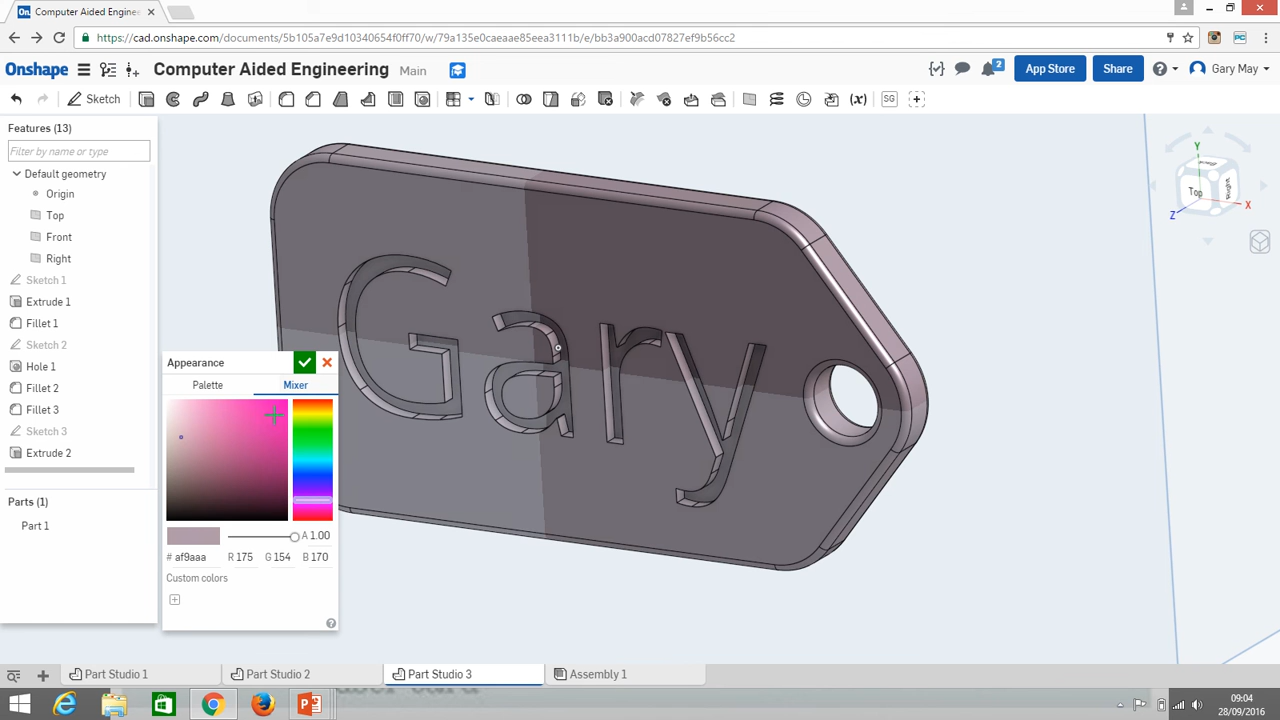 Computer Aided Enginee
https://cad.onshape.com/documents/5b105a7e9d10340654f0ff70/w/79a135e0caeaae85eea3111b/e/bb3a900acd07827ef9b56cc2
Onshape Computer Aided Engineering Main 2 App Store Share Gary May
Sketch (x) SG
Features (13)
Filter by name or type
Default geometry
Origin
Top
Front
Right
Sketch 1
Extrude 1
Fillet 1
Sketch 2
Hole 1
Fillet 2
Fillet 3
Sketch 3
Extrude 2
Parts (1)
Part 1
Appearance
Palette Mixer
A 1.00
# af9aaa R 175 G 154 B 170
Custom colors
Gary
Y
Back
Top Right
Z X
Part Studio 1 Part Studio 2 Part Studio 3 Assembly 1
09:04
28/09/2016